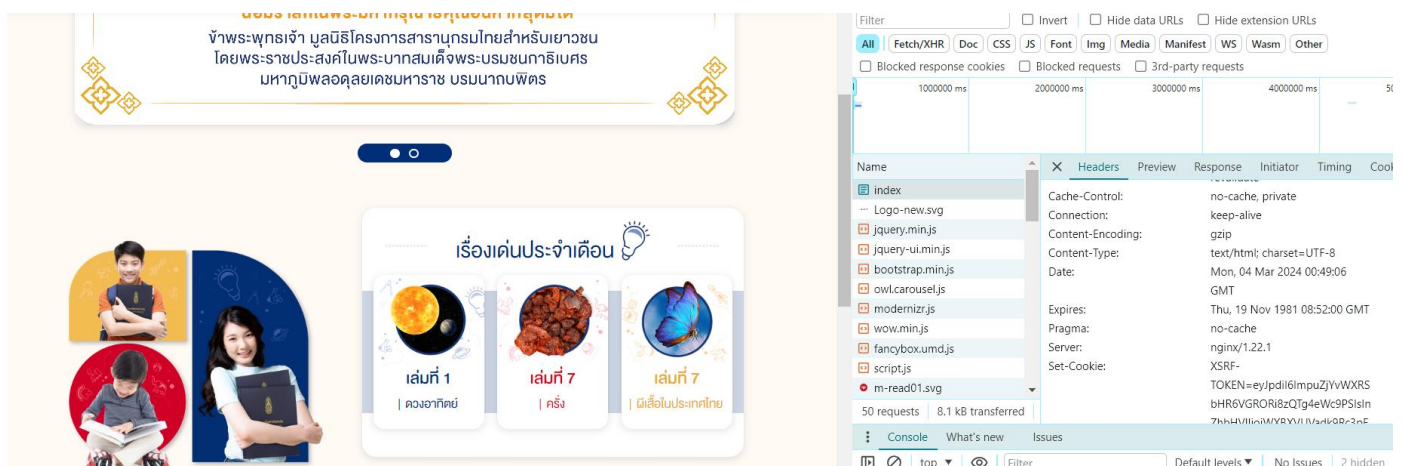 ข้าพระพุทธเจ้า มูลนิธิโครงการสารานุกรมไทยสำหรับเยาวชน
โดยพระราชประสงค์ในพระบาทสมเด็จพระบรมชนกาธิเบศร
มหาภูมิพลอดุลยเดชมหาราช บรมนาถบพิตร
เรื่องเด่นประจำเดือน
เล่มที่ 1
| ดวงอาทิตย์
เล่มที่ 7
| ครั่ง
เล่มที่ 7
| ผีเสื้อในประเทศไทย
Filter
Invert
Hide data URLs
Hide extension URLs
All
Fetch/XHR
Doc
CSS
JS
Font
Img
Media
Manifest
WS
Wasm
Other
Blocked response cookies
Blocked requests
3rd-party requests
1000000 ms
2000000 ms
3000000 ms
4000000 ms
Name
index
Logo-new.svg
jquery.min.js
jquery-ui.min.js
bootstrap.min.js
owl.carousel.js
modernizr.js
wow.min.js
fancybox.umd.js
script.js
m-read01.svg
50 requests
8.1 kB transferred
Headers
Preview
Response
Initiator
Timing
Cache-Control: no-cache, private
Connection: keep-alive
Content-Encoding: gzip
Content-Type: text/html; charset=UTF-8
Date: Mon, 04 Mar 2024 00:49:06
GMT
Expires: Thu, 19 Nov 1981 08:52:00 GMT
Pragma: no-cache
Server: nginx/1.22.1
Set-Cookie: XSRF-
Console
What's new
Issues
top
Filter
Default levels
No Issues
2 hidden